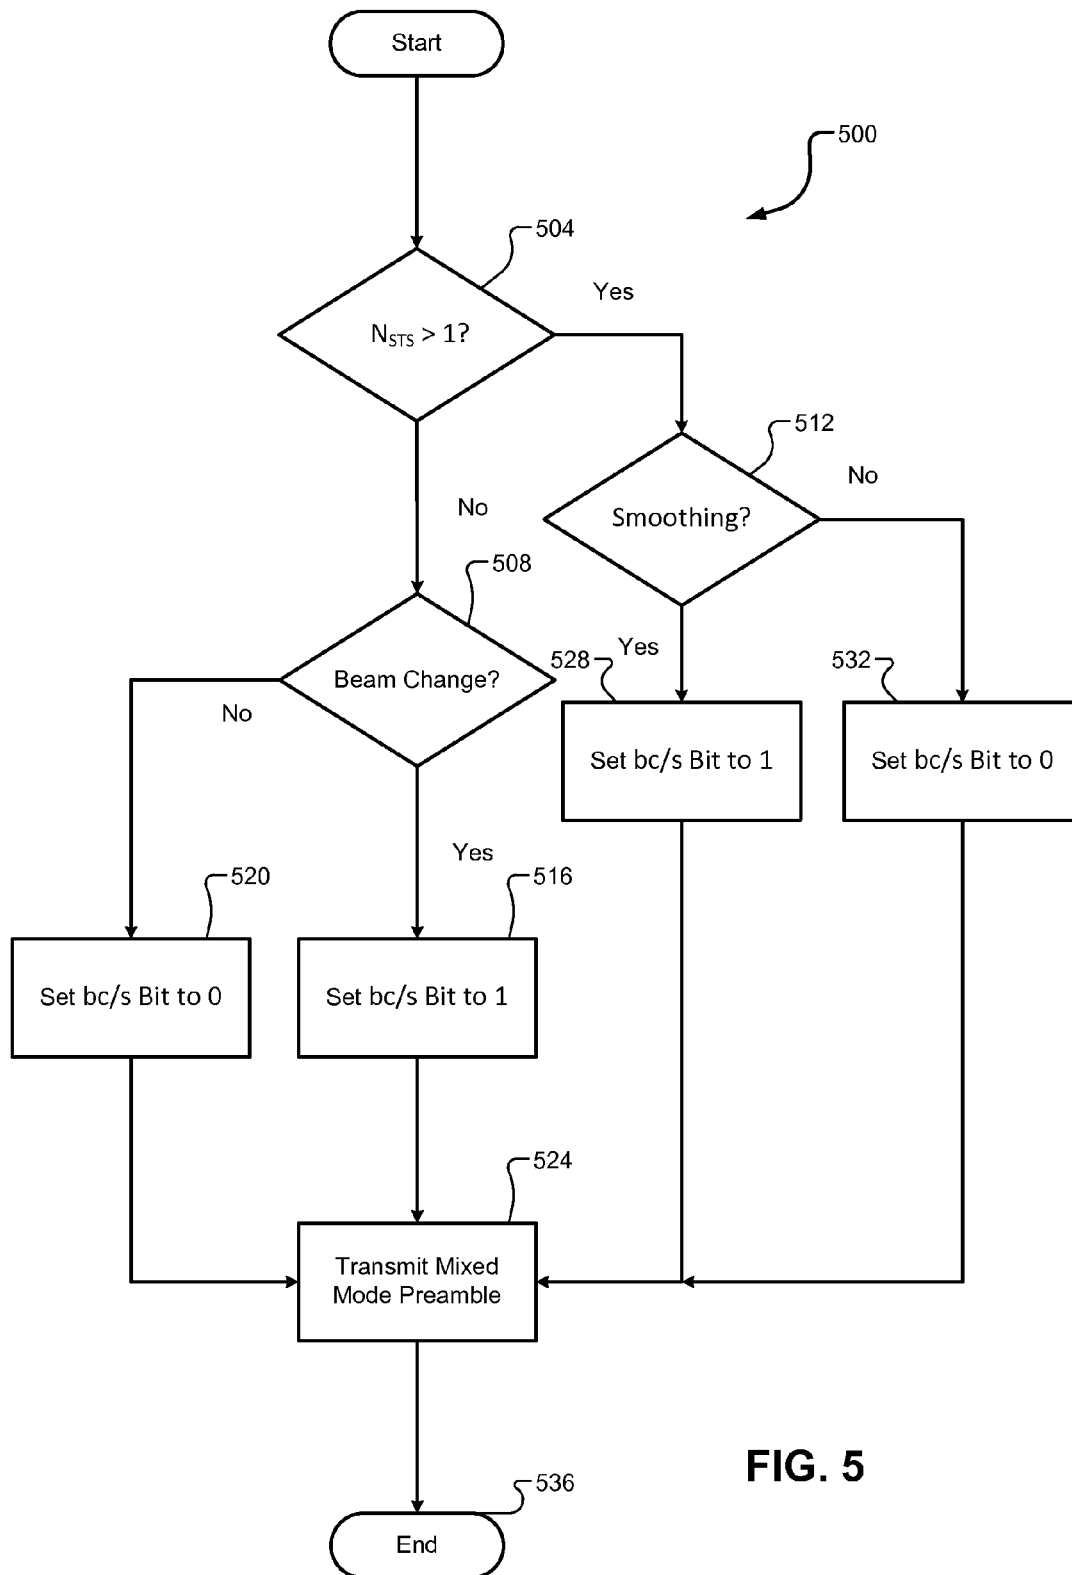 Start
500
504
Yes
N_STS > 1?
512
No
Smoothing?
No
508
Yes
528
532
Beam Change?
No
Set bc/s Bit to 1
Set bc/s Bit to 0
Yes
520
516
Set bc/s Bit to 0
Set bc/s Bit to 1
524
Transmit Mixed
Mode Preamble
FIG. 5
536
End